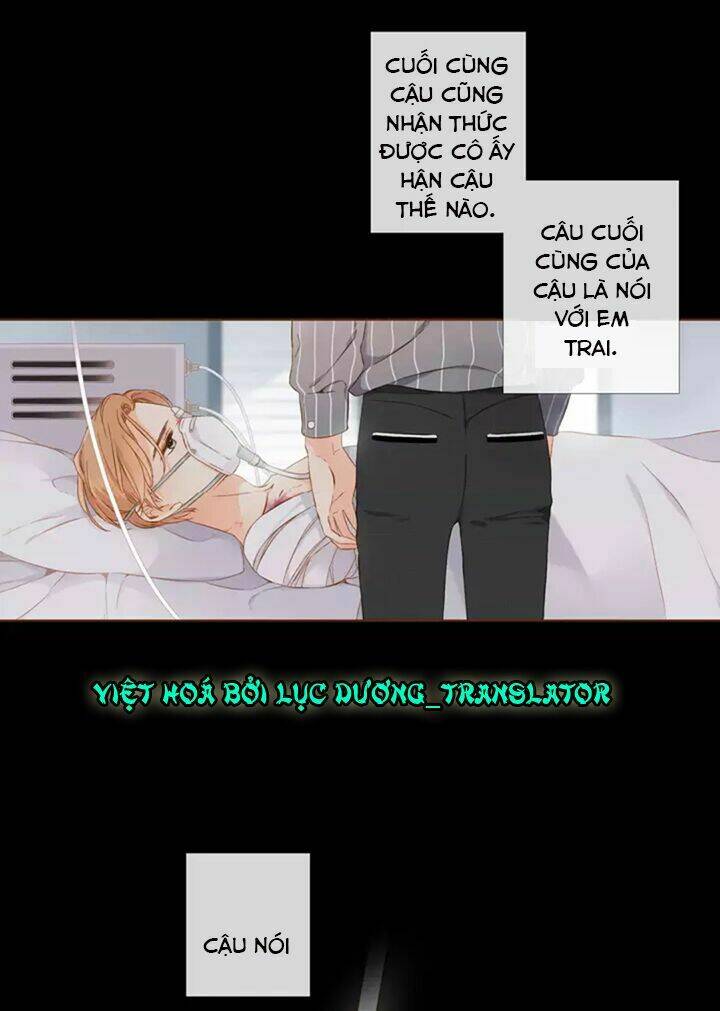 CUỐI CÙNG
CẬU CŨNG
NHẬN THỨC
ĐƯỢC CÔ ẤY
HẬN CẬU
THẾ NÀO.
CÂU CUỐI
CÙNG CỦA
CẬU LÀ NÓI
VỚI EM
TRAI.
VIỆT HOÁ BỞI LỤC DƯƠNG_TRANSLATOR
CẬU NÓI